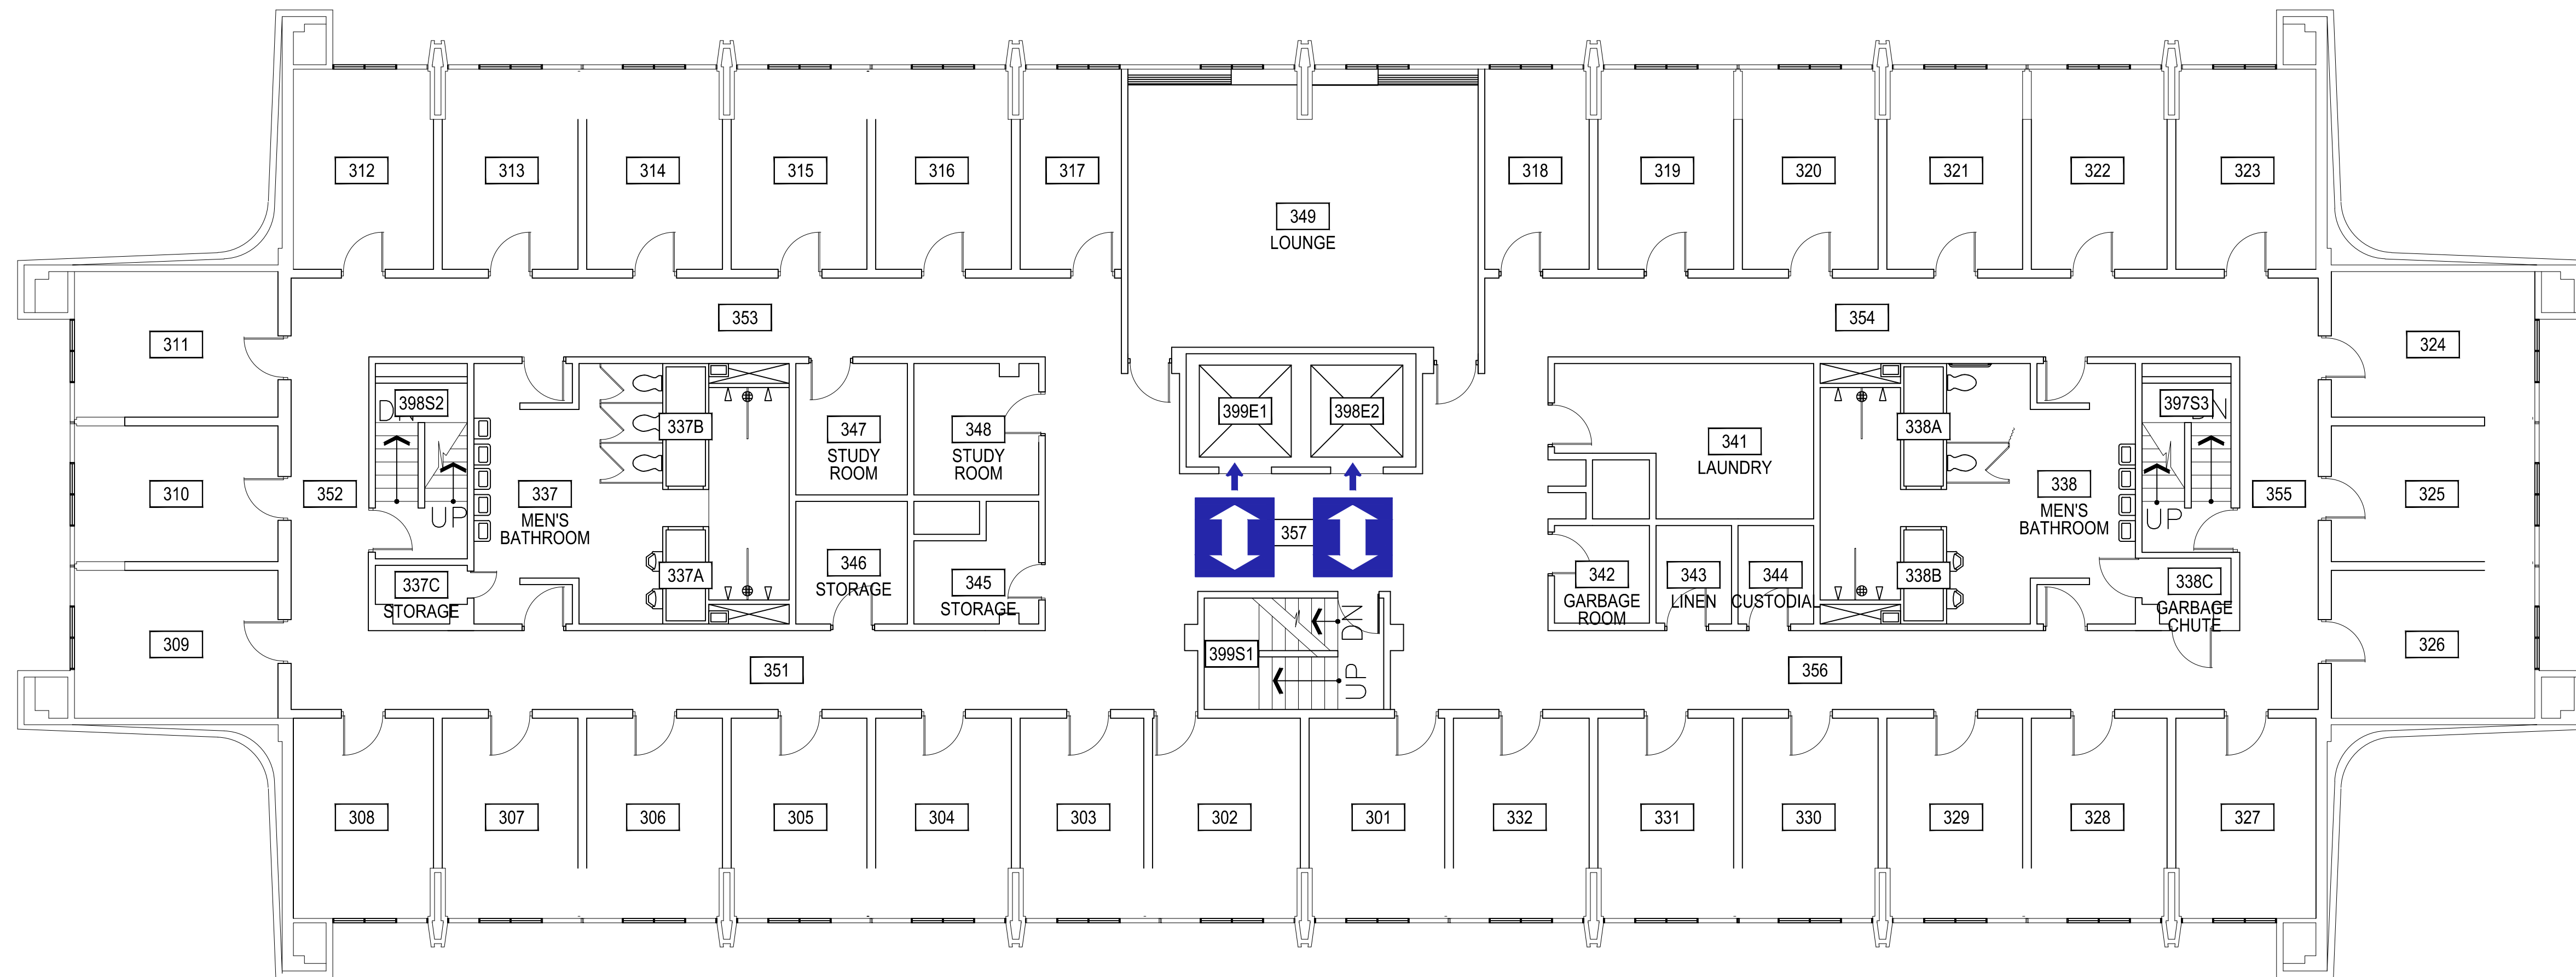 312
313
314
315
316
317
318
319
320
321
322
323
349
LOUNGE
353
354
311
324
398S2
DN
399E1
398E2
397S3
DN
337B
347
STUDY
ROOM
348
STUDY
ROOM
341
LAUNDRY
338A
310
352
UP
337
MEN'S
BATHROOM
357
338
MEN'S
BATHROOM
UP
355
325
337C
STORAGE
337A
346
STORAGE
345
STORAGE
342
GARBAGE
ROOM
343
LINEN
344
CUSTODIAL
338B
338C
GARBAGE
CHUTE
309
351
399S1
DN
UP
356
326
308
307
306
305
304
303
302
301
332
331
330
329
328
327